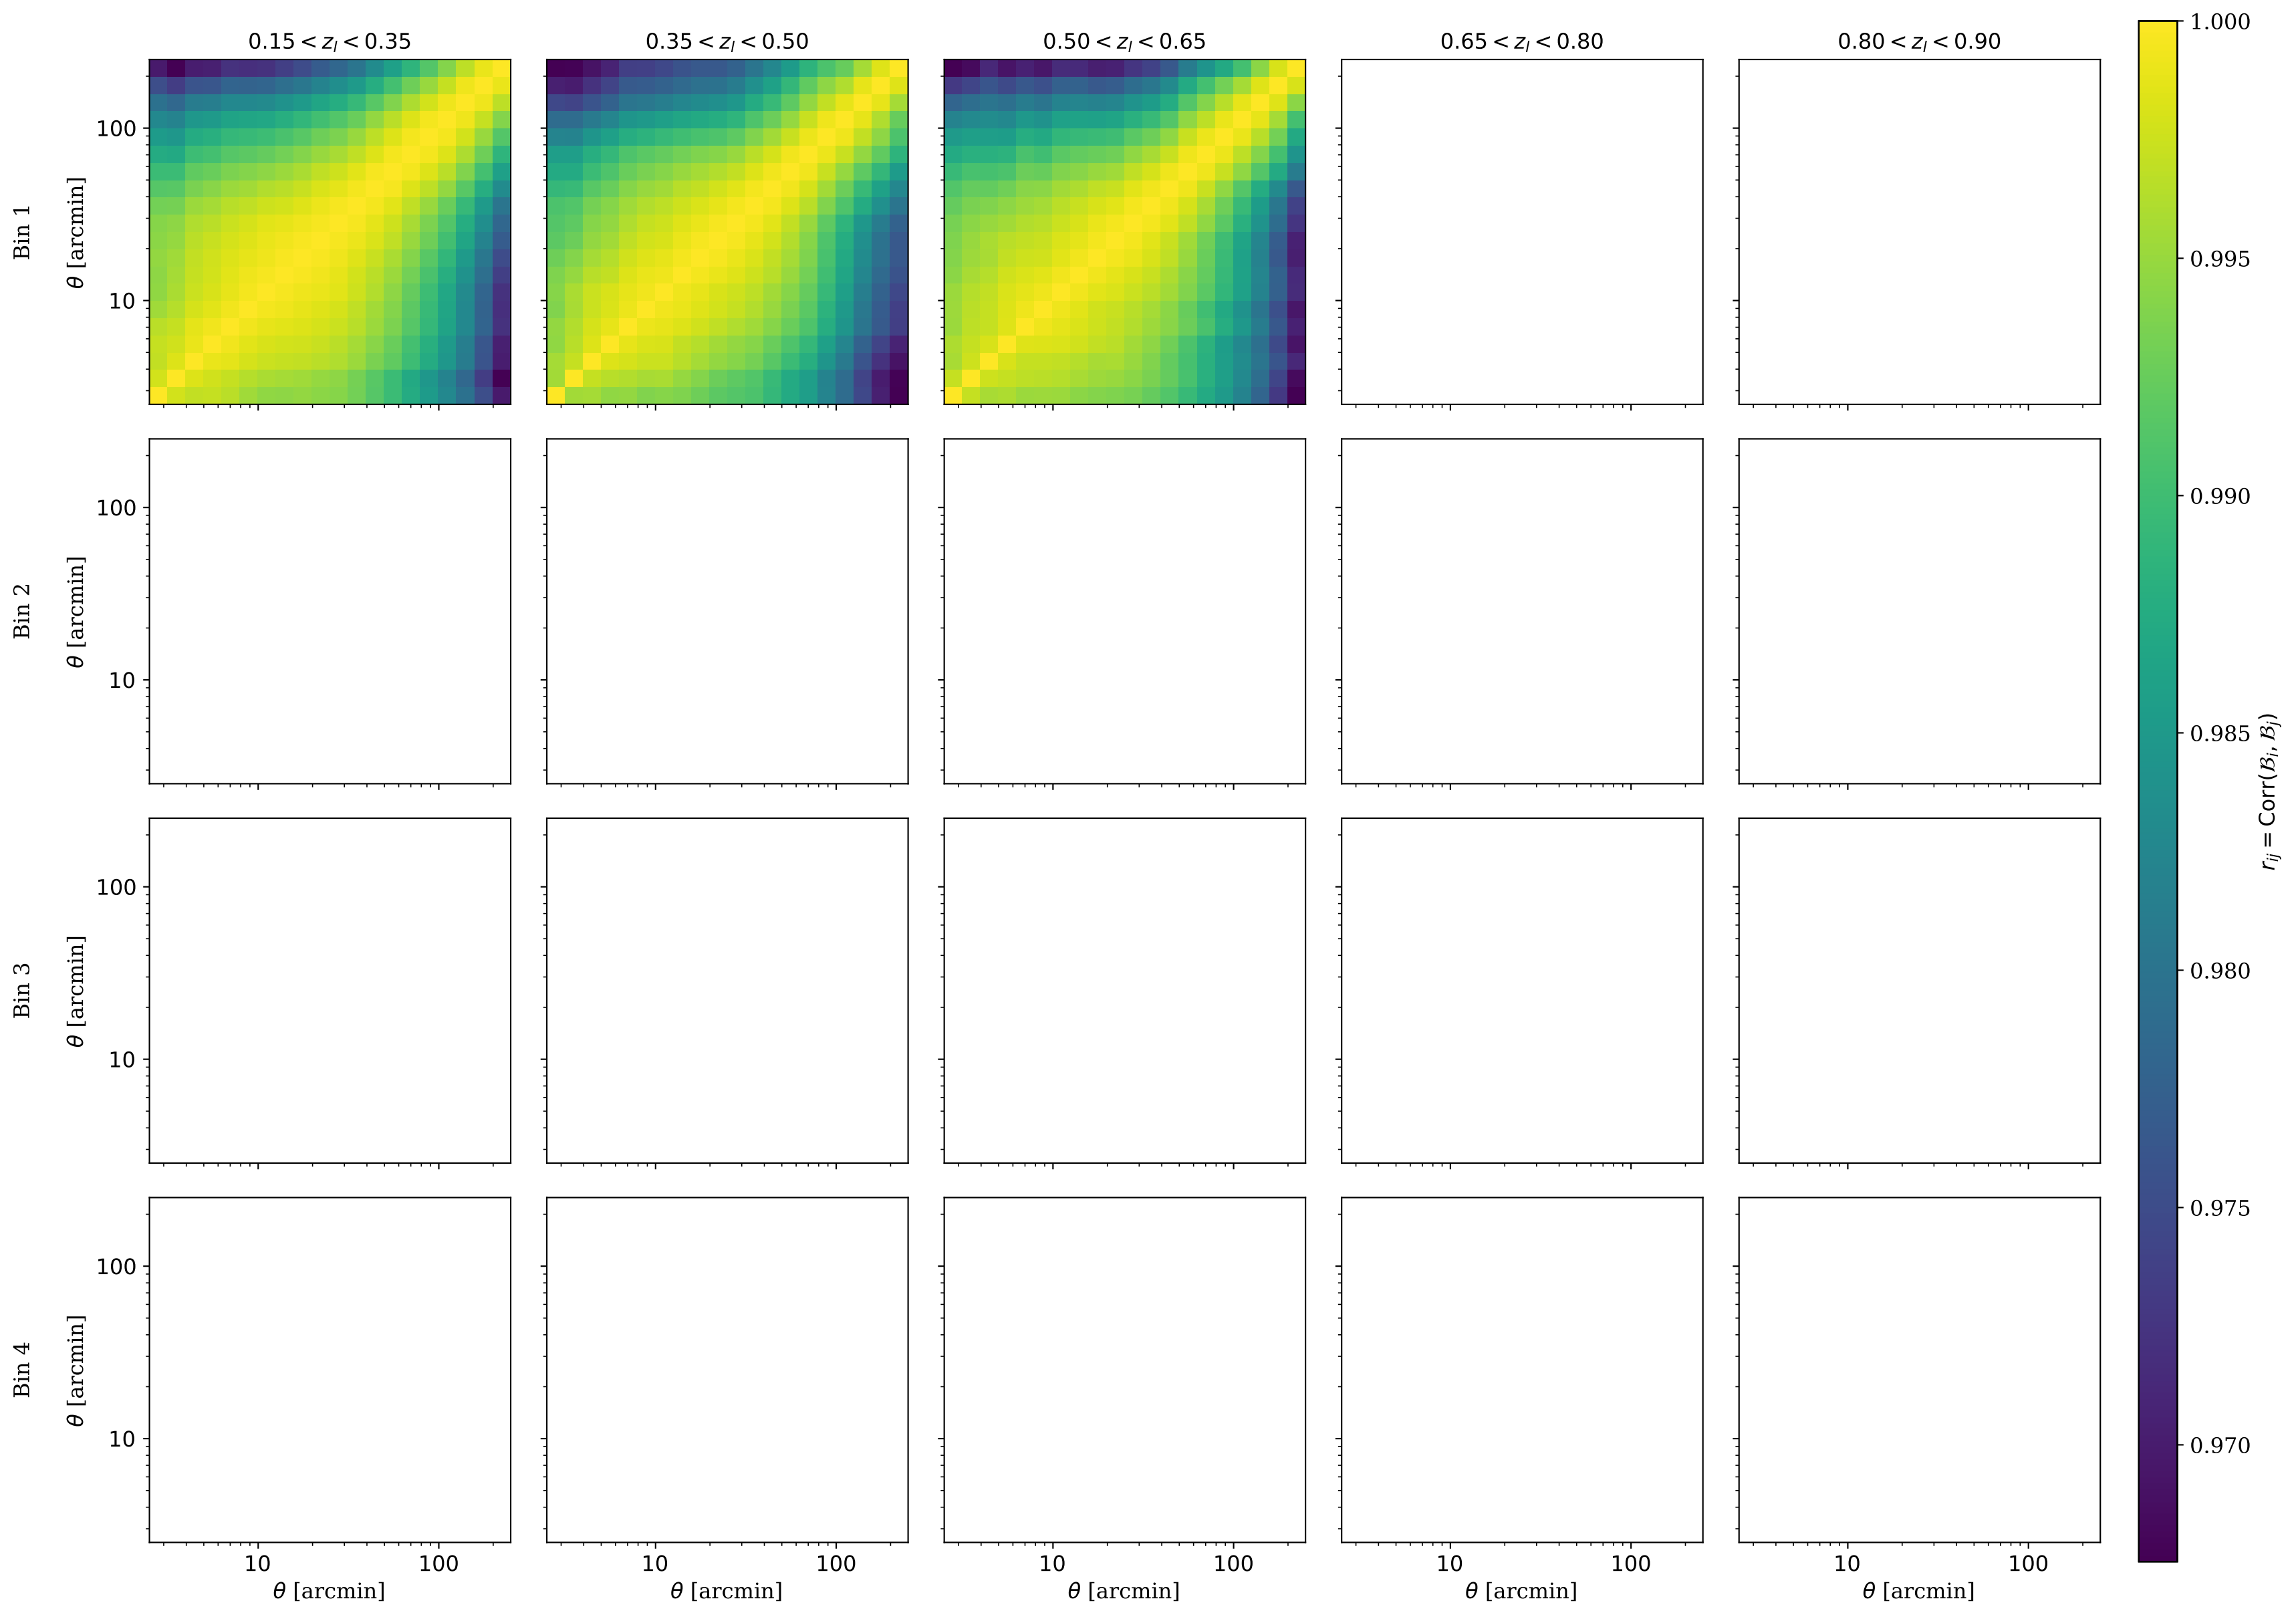 0.15 < z_l < 0.35
0.35 < z_l < 0.50
0.50 < z_l < 0.65
0.65 < z_l < 0.80
0.80 < z_l < 0.90
1.000
0.995
0.990
0.985
0.980
0.975
0.970
r_{ij} = Corr(ℬ_i, ℬ_j)
Bin 1
θ [arcmin]
100
10
Bin 2
θ [arcmin]
100
10
Bin 3
θ [arcmin]
100
10
Bin 4
θ [arcmin]
100
10
10 100
10 100
10 100
10 100
10 100
θ [arcmin]
θ [arcmin]
θ [arcmin]
θ [arcmin]
θ [arcmin]